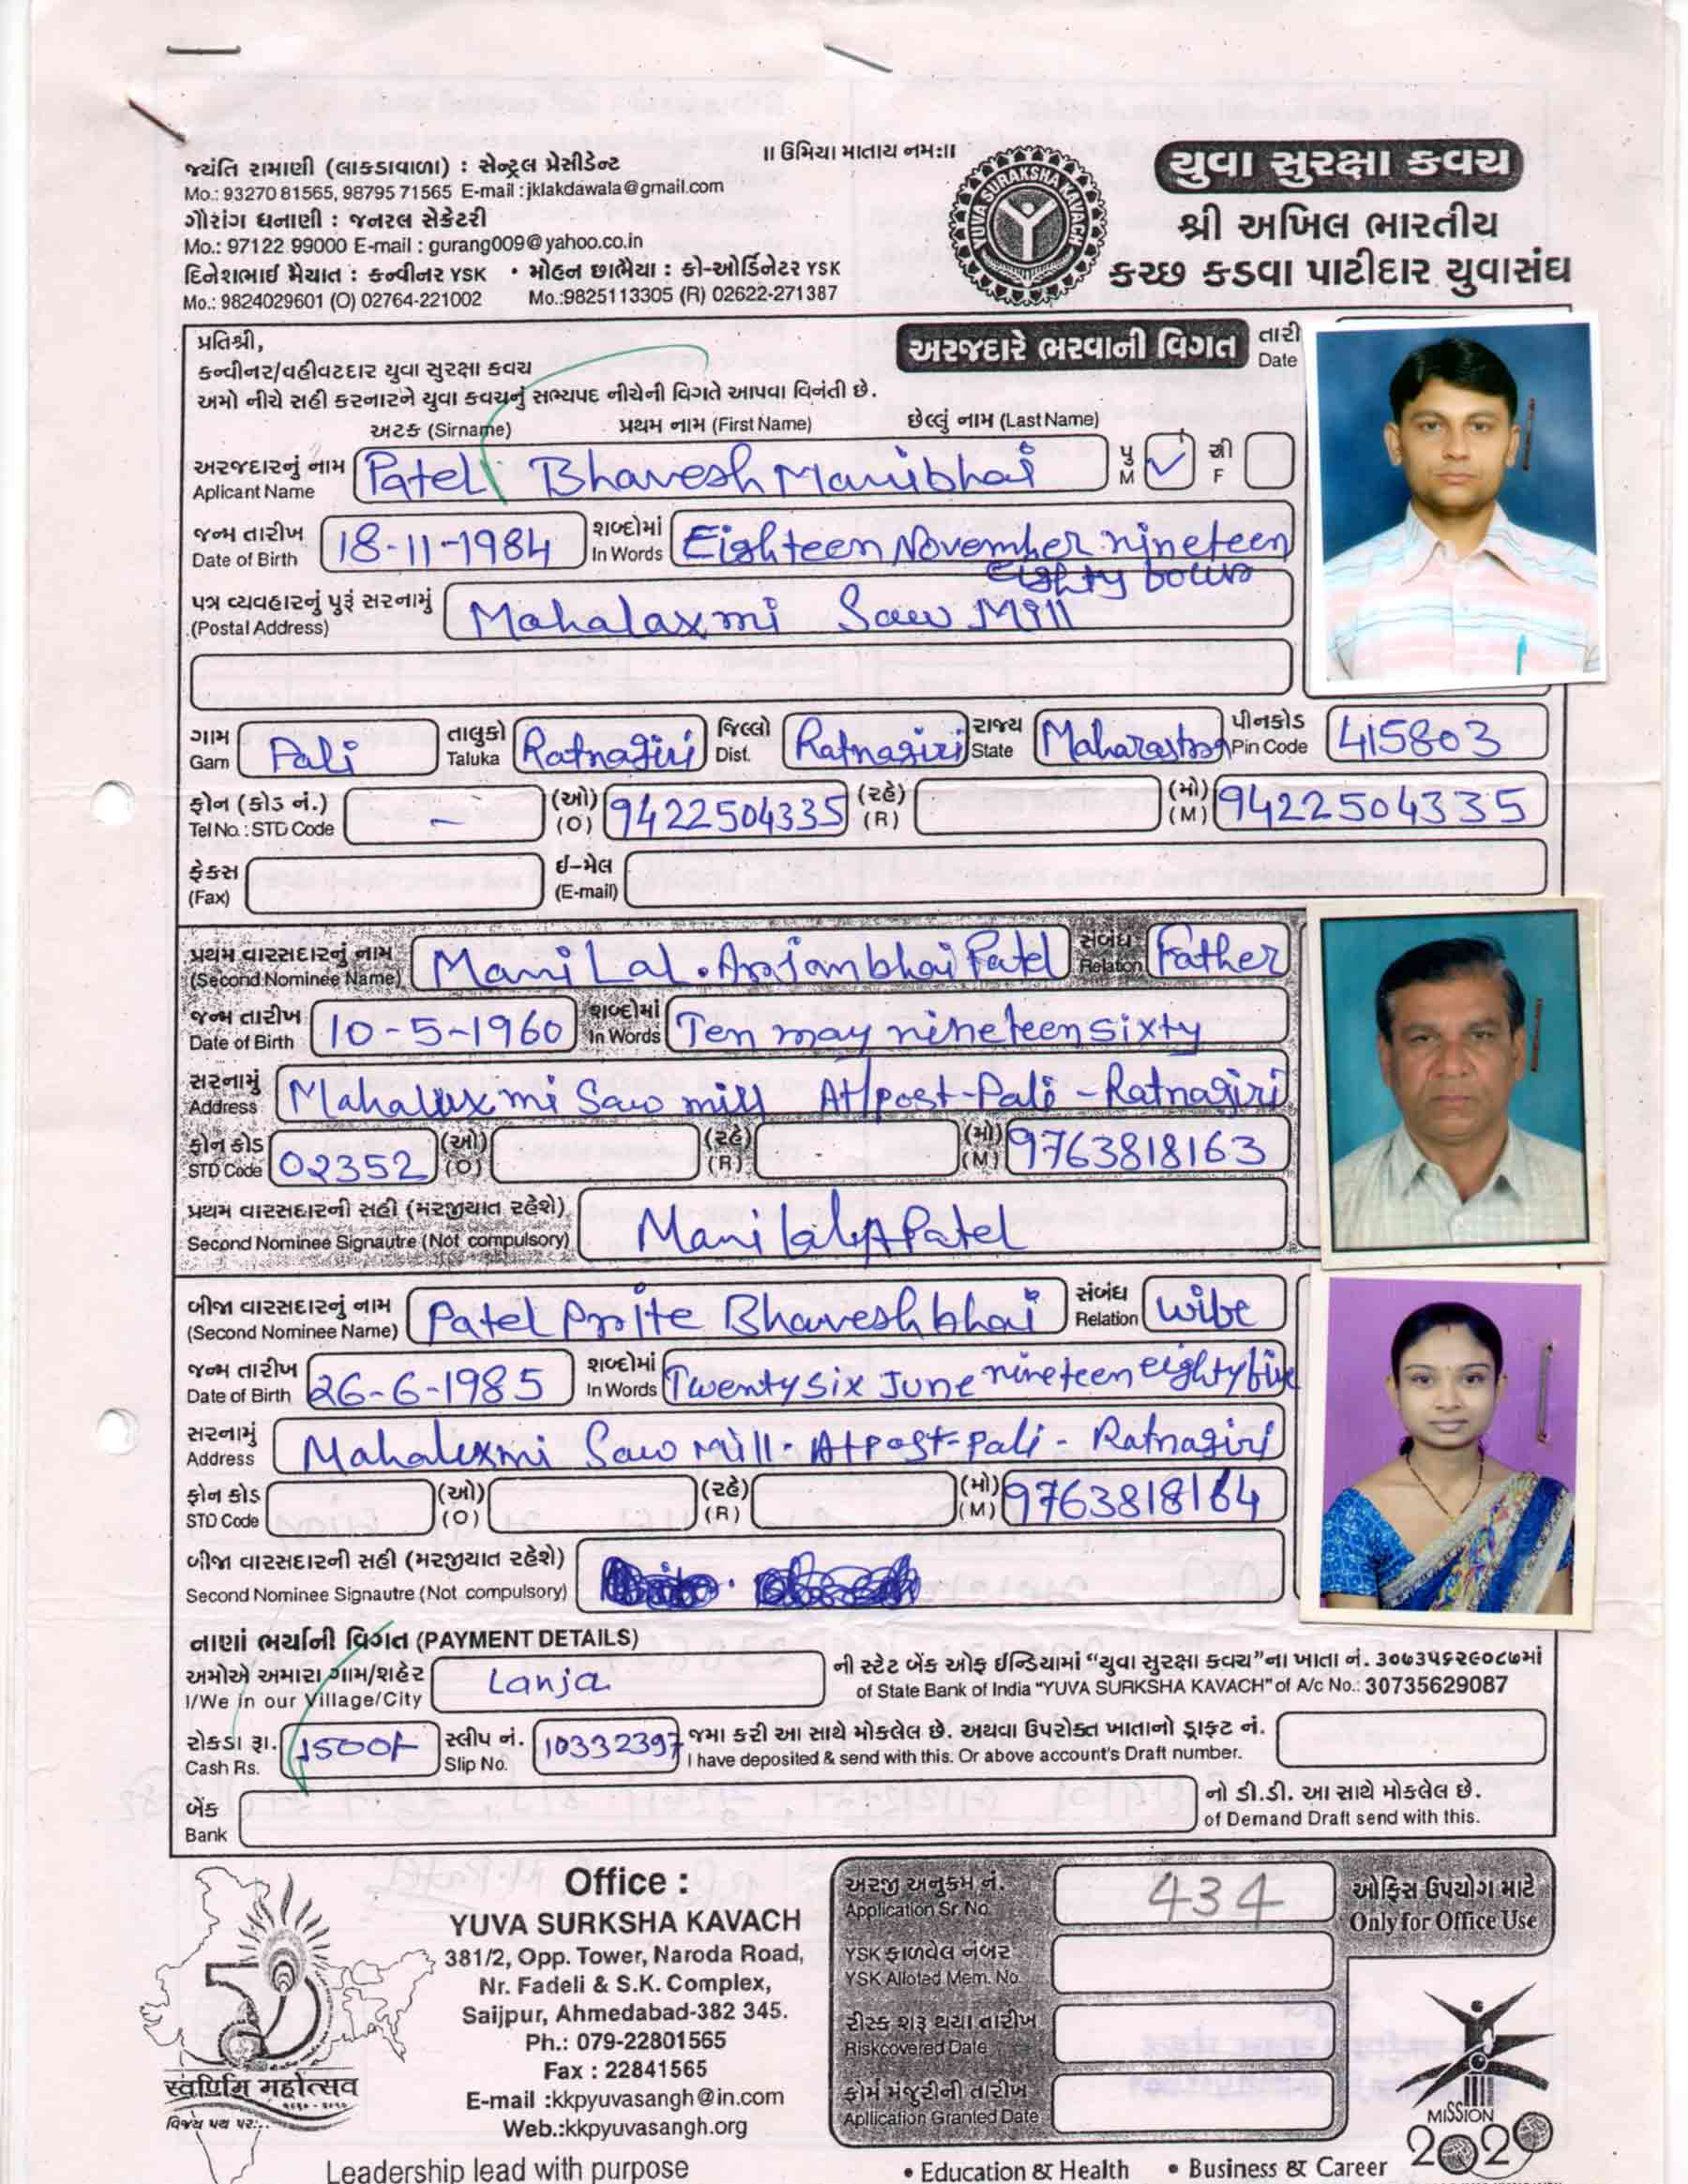 ॥ ઉમિયા માતાય નમઃ॥
જયંતિ રામાણી (લાકડાવાળા) : સેન્ટ્રલ પ્રેસીડેન્ટ
Mo.: 93270 81565, 98795 71565 E-mail : jklakdawala@gmail.com
ગૌરાંગ ધનાણી : જનરલ સેક્રેટરી
Mo.: 97122 99000 E-mail : gurang009@yahoo.co.in
દિનેશભાઈ મૈયાત : કન્વીનર YSK • મોહન છાભૈયા : કો-ઓર્ડિનેટર YSK
Mo.: 9824029601 (O) 02764-221002 Mo.:9825113305 (R) 02622-271387
YUVA SURAKSHA KAVACH
યુવા સુરક્ષા કવચ
શ્રી અખિલ ભારતીય
કચ્છ કડવા પાટીદાર યુવાસંઘ
પ્રતિશ્રી,
કન્વીનર/વહીવટદાર યુવા સુરક્ષા કવચ
અમો નીચે સહી કરનારને યુવા કવચનું સભ્યપદ નીચેની વિગતે આપવા વિનંતી છે.
અરજદારે ભરવાની વિગત
તારી
Date
અટક (Sirname) પ્રથમ નામ (First Name) છેલ્લું નામ (Last Name)
અરજદારનું નામ Patel Bhavesh Manibhai પુ ✓ સ્રી
Aplicant Name M F
જન્મ તારીખ 18-11-1984 શબ્દોમાં Eighteen November nineteen
Date of Birth In Words eighty
પત્ર વ્યવહારનું પુરૂં સરનામું Mahalaxmi Saw Mill
(Postal Address)
ગામ Pali તાલુકો Ratnagiri જિલ્લો Ratnagiri રાજ્ય પીનકોડ 415803
Gam Taluka Dist. State Pin Code
ફોન (કોડ નં.) - (ઓ) 9422504335 (રહે) (મો) 9422504335
Tel No. : STD Code (O) (R) (M)
ફેક્સ ઈ-મેલ
(Fax) (E-mail)
પ્રથમ વારસદારનું નામ ManiLal. Arjanbhai Patel સંબંધ Father
(Second Nominee Name) Relation
જન્મ તારીખ 10-5-1960 શબ્દોમાં Ten may nineteen sixty
Date of Birth In Words
સરનામું Mahaluxmi Saw mill At/post-Pali - Ratnagiri
Address
ફોન કોડ 02352 (ઓ) (રહે) (મો) 9763818163
STD Code (O) (R) (M)
પ્રથમ વારસદારની સહી (મરજીયાત રહેશે) Manilal A Patel
Second Nominee Signautre (Not compulsory)
બીજા વારસદારનું નામ Patel Prite Bhaveshbhai સંબંધ wife
(Second Nominee Name) Relation
જન્મ તારીખ 26-6-1985 શબ્દોમાં Twenty six June nineteen eighty five
Date of Birth In Words
સરનામું Mahaluxmi Saw Mill. At post-pali - Ratnagiri
Address
ફોન કોડ (ઓ) (રહે) (મો) 9763818164
STD Code (O) (R) (M)
બીજા વારસદારની સહી (મરજીયાત રહેશે)
Second Nominee Signautre (Not compulsory)
નાણાં ભર્યાની વિગત (PAYMENT DETAILS)
અમોએ અમારા ગામ/શહેર Lanja ની સ્ટેટ બેંક ઓફ ઈન્ડિયામાં “યુવા સુરક્ષા કવચ”ના ખાતા નં. ૩૦૭૩૫૬૨૯૦૮૭માં
I/We in our Village/City of State Bank of India "YUVA SURKSHA KAVACH" of A/c No.: 30735629087
રોકડા રૂા. 1500/- સ્લીપ નં. 10332397 જમા કરી આ સાથે મોકલેલ છે. અથવા ઉપરોક્ત ખાતાનો ડ્રાફ્ટ નં.
Cash Rs. Slip No. I have deposited & send with this. Or above account's Draft number.
બેંક નો ડી.ડી. આ સાથે મોકલેલ છે.
Bank of Demand Draft send with this.
Office :
YUVA SURKSHA KAVACH
381/2, Opp. Tower, Naroda Road,
Nr. Fadeli & S.K. Complex,
Saijpur, Ahmedabad-382 345.
Ph.: 079-22801565
Fax : 22841565
E-mail :kkpyuvasangh@in.com
Web.:kkpyuvasangh.org
स्वर्णिम महोत्सव
વિજય પથ પર...
અરજી અનુક્રમ નં. 434
Application Sr. No.
ઓફિસ ઉપયોગ માટે
Only for Office Use
YSK ફાળવેલ નંબર
YSK Alloted Mem. No.
રીસ્ક શરૂ થયા તારીખ
Riskcovered Date
ફોર્મ મંજુરીની તારીખ
Apllication Granted Date
MISSION
2020
Leadership lead with purpose • Education & Health • Business & Career